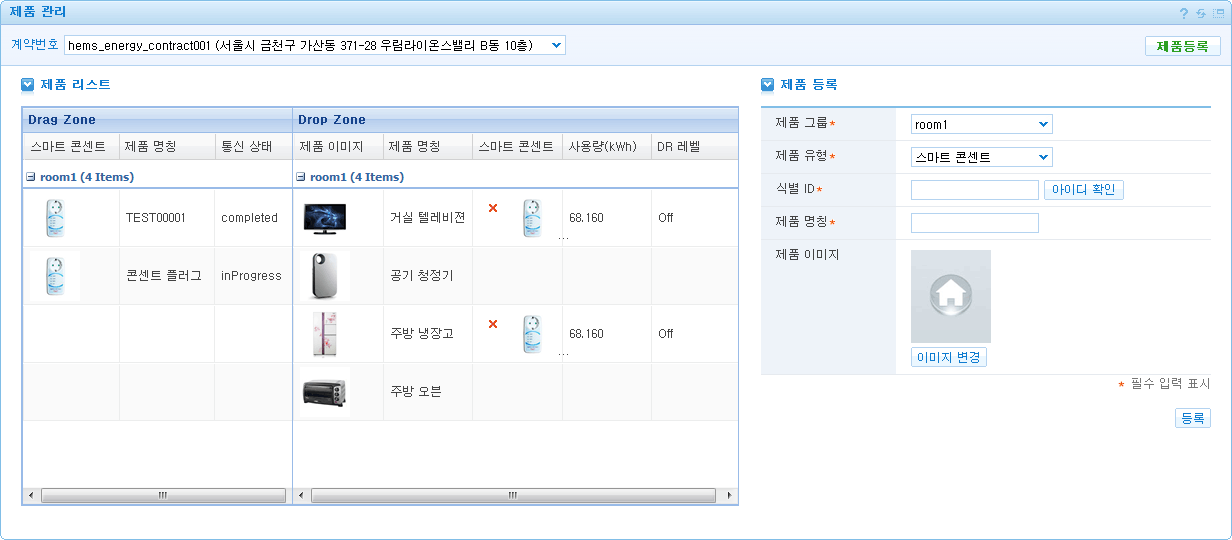 제품 관리
계약번호 hems_energy_contract001 (서울시 금천구 가산동 371-28 우림라이온스밸리 B동 10층)
제품등록
제품 리스트
Drag Zone Drop Zone
스마트 콘센트 제품 명칭 통신 상태 제품 이미지 제품 명칭 스마트 콘센트 사용량(kWh) DR 레벨
room1 (4 Items) room1 (4 Items)
TEST00001 completed 거실 텔레비젼 ... 68.160 Off
콘센트 플러그 inProgress 공기 청정기
주방 냉장고 ... 68.160 Off
주방 오븐
제품 등록
제품 그룹* room1
제품 유형* 스마트 콘센트
식별 ID* 아이디 확인
제품 명칭*
제품 이미지
이미지 변경
* 필수 입력 표시
등록